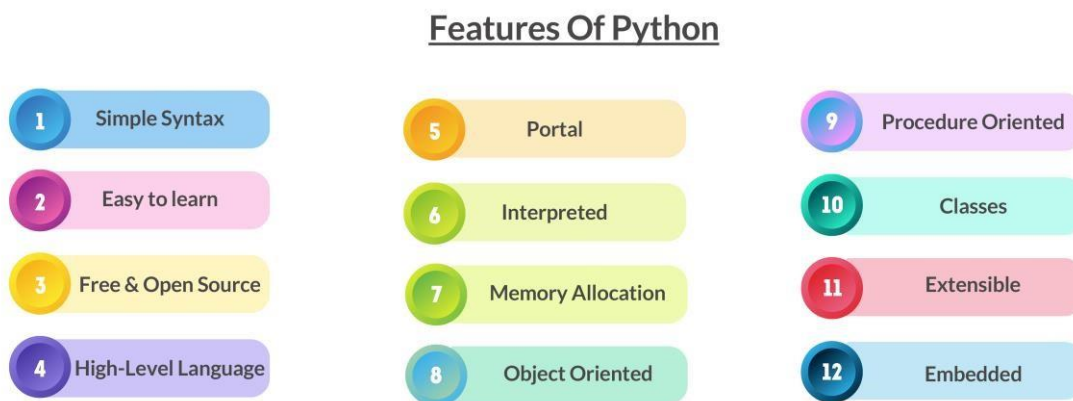 Features Of Python
1 Simple Syntax
2 Easy to learn
3 Free & Open Source
4 High-Level Language
5 Portal
6 Interpreted
7 Memory Allocation
8 Object Oriented
9 Procedure Oriented
10 Classes
11 Extensible
12 Embedded